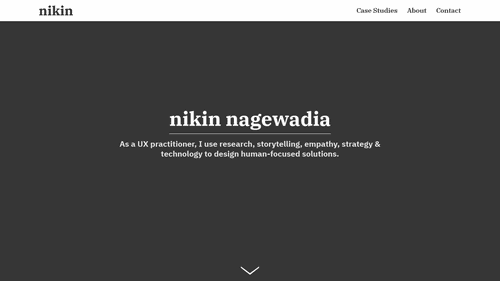 nikin
Case Studies About Contact
nikin nagewadia
As a UX practitioner, I use research, storytelling, empathy, strategy &
technology to design human-focused solutions.